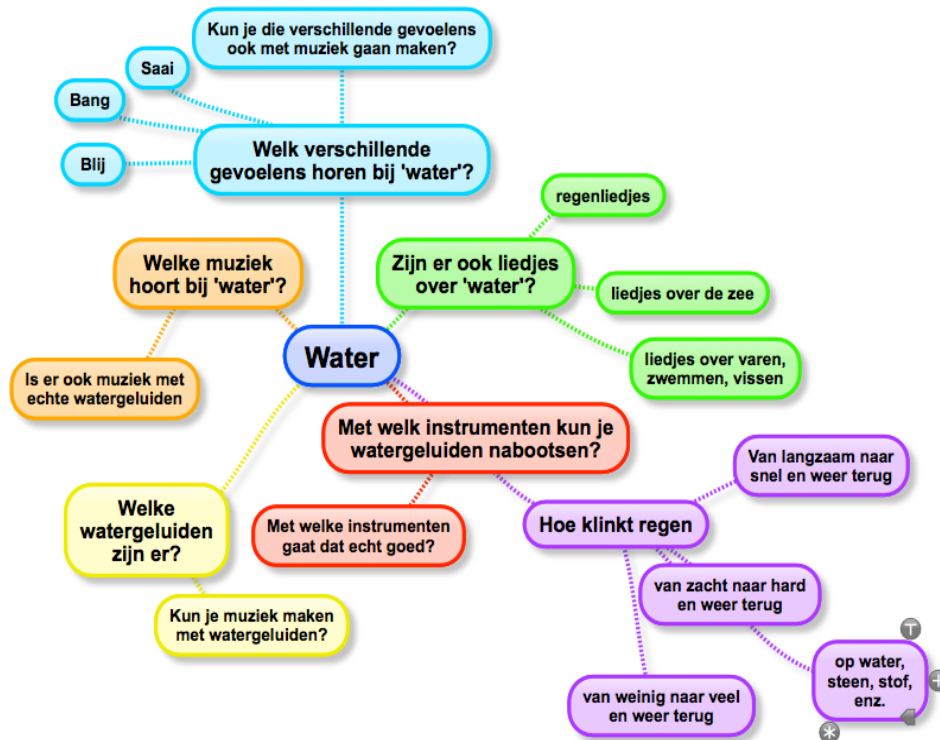 Kun je die verschillende gevoelens
ook met muziek gaan maken?
Saai
Bang
Blij
Welk verschillende
gevoelens horen bij 'water'?
regenliedjes
Zijn er ook liedjes
over 'water'?
liedjes over de zee
liedjes over varen,
zwemmen, vissen
Welke muziek
hoort bij 'water'?
Is er ook muziek met
echte watergeluiden
Water
Met welk instrumenten kun je
watergeluiden nabootsen?
Met welke instrumenten
gaat dat echt goed?
Welke
watergeluiden
zijn er?
Kun je muziek maken
met watergeluiden?
Hoe klinkt regen
Van langzaam naar
snel en weer terug
van zacht naar hard
en weer terug
op water,
steen, stof,
enz.
van weinig naar veel
en weer terug